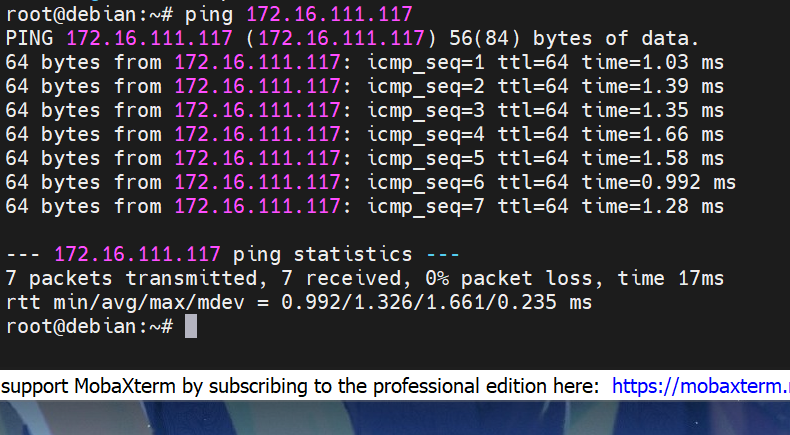 root@debian:~# ping 172.16.111.117
PING 172.16.111.117 (172.16.111.117) 56(84) bytes of data.
64 bytes from 172.16.111.117: icmp_seq=1 ttl=64 time=1.03 ms
64 bytes from 172.16.111.117: icmp_seq=2 ttl=64 time=1.39 ms
64 bytes from 172.16.111.117: icmp_seq=3 ttl=64 time=1.35 ms
64 bytes from 172.16.111.117: icmp_seq=4 ttl=64 time=1.66 ms
64 bytes from 172.16.111.117: icmp_seq=5 ttl=64 time=1.58 ms
64 bytes from 172.16.111.117: icmp_seq=6 ttl=64 time=0.992 ms
64 bytes from 172.16.111.117: icmp_seq=7 ttl=64 time=1.28 ms
--- 172.16.111.117 ping statistics ---
7 packets transmitted, 7 received, 0% packet loss, time 17ms
rtt min/avg/max/mdev = 0.992/1.326/1.661/0.235 ms
root@debian:~#
support MobaXterm by subscribing to the professional edition here: https://mobaxterm.